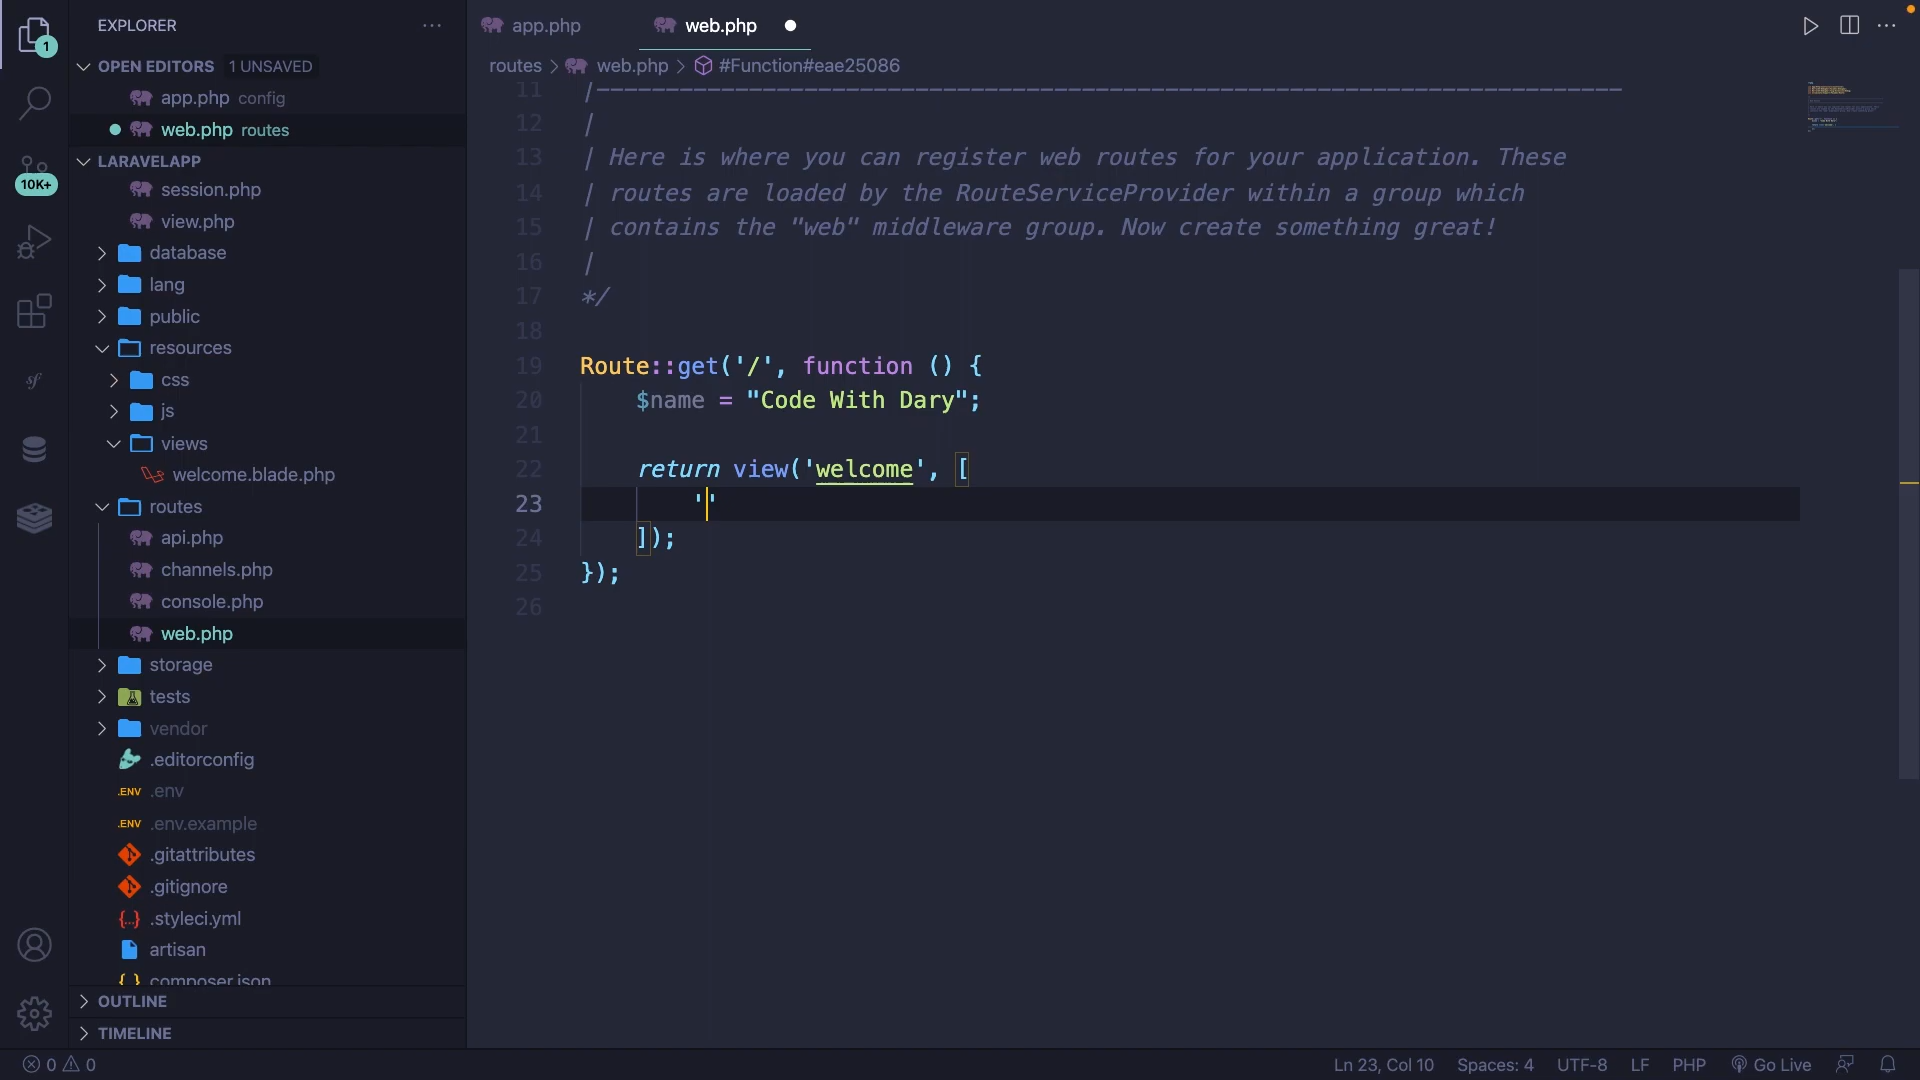 EXPLORER
1
OPEN EDITORS 1 UNSAVED
app.php config
web.php routes
LARAVELAPP
session.php
view.php
database
lang
public
resources
css
js
views
welcome.blade.php
routes
api.php
channels.php
console.php
web.php
storage
tests
vendor
.editorconfig
.ENV .env
.ENV .env.example
.gitattributes
.gitignore
{...} .styleci.yml
artisan
{ } composer.json
OUTLINE
TIMELINE
10K+
sf
app.php
web.php
routes > web.php > #Function#eae25086
11 |--------------------------------------------------------------------------
12 |
13 | Here is where you can register web routes for your application. These
14 | routes are loaded by the RouteServiceProvider within a group which
15 | contains the "web" middleware group. Now create something great!
16 |
17 */
18
19 Route::get('/', function () {
20 $name = "Code With Dary";
21
22 return view('welcome', [
23 ''
24 ]);
25 });
26
0 0
Ln 23, Col 10 Spaces: 4 UTF-8 LF PHP Go Live